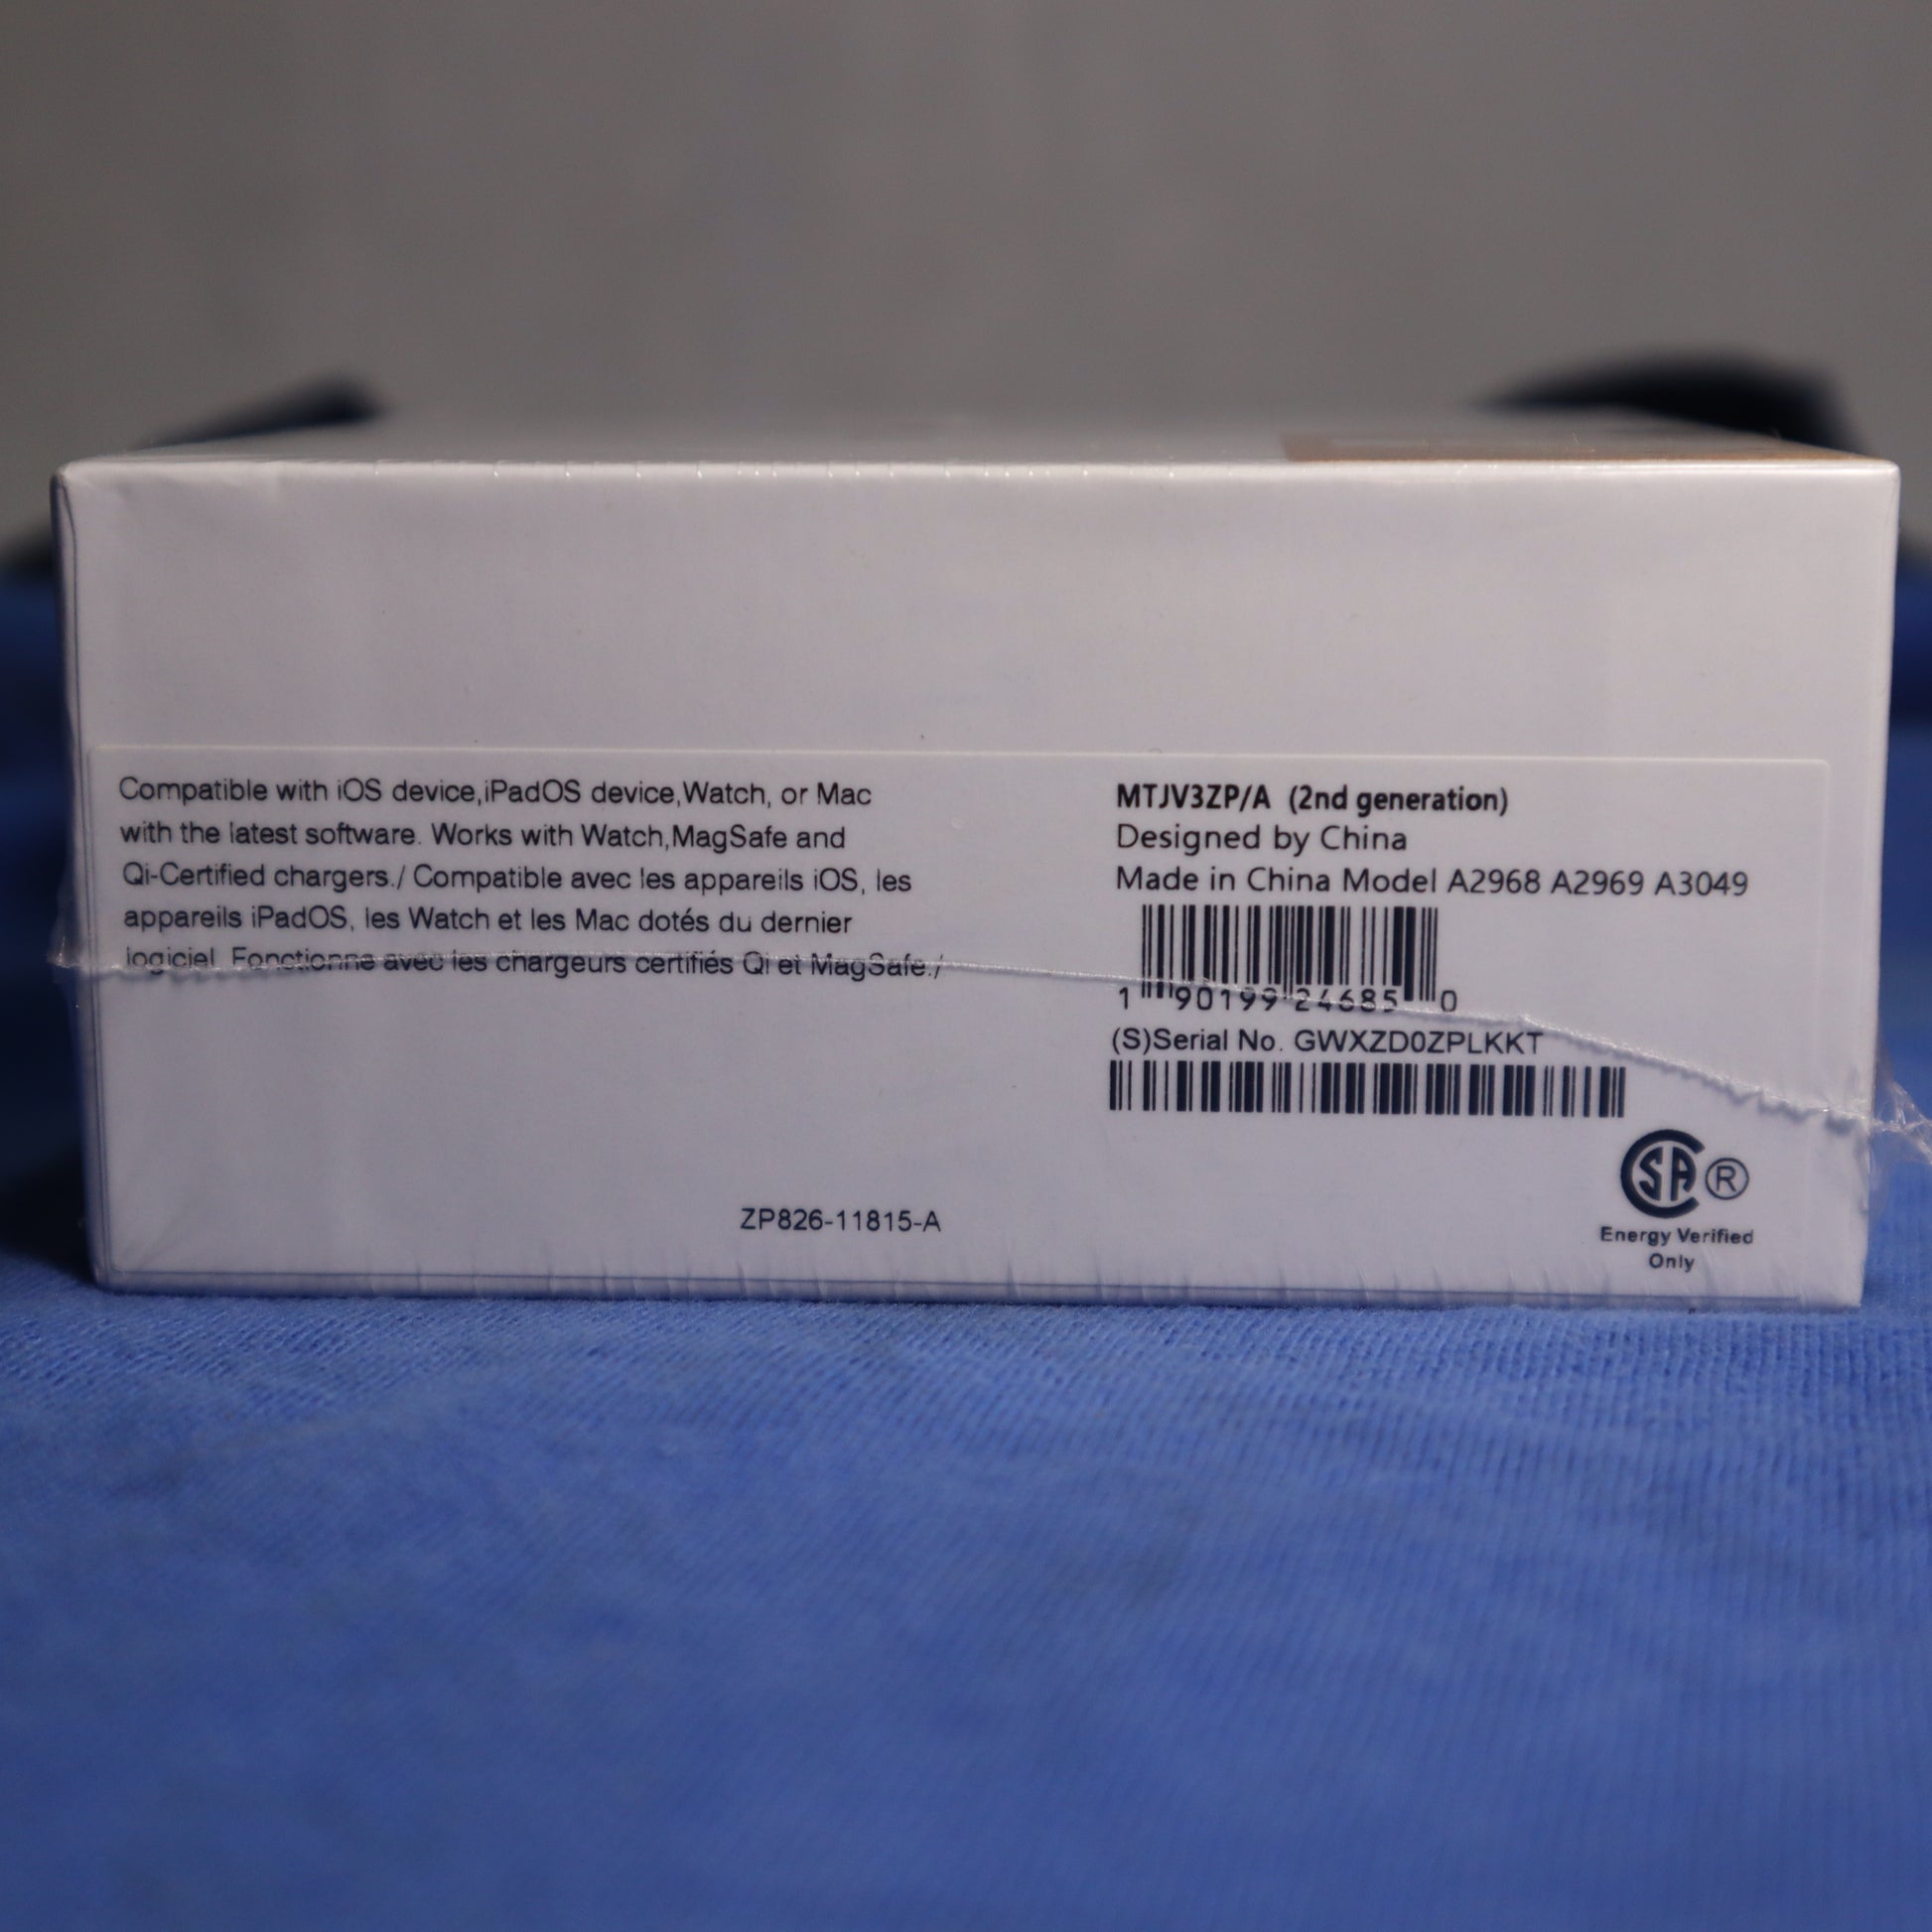 Compatible with iOS device,iPadOS device,Watch, or Mac
with the latest software. Works with Watch,MagSafe and
Qi-Certified chargers./ Compatible avec les appareils iOS, les
appareils iPadOS, les Watch et les Mac dotés du dernier
logiciel. Fonctionne avec les chargeurs certifiés Qi et MagSafe./
ZP826-11815-A
MTJV3ZP/A (2nd generation)
Designed by China
Made in China Model A2968 A2969 A3049
1 90199 24685 0
(S)Serial No. GWXZD0ZPLKKT
CSA ®
Energy Verified
Only